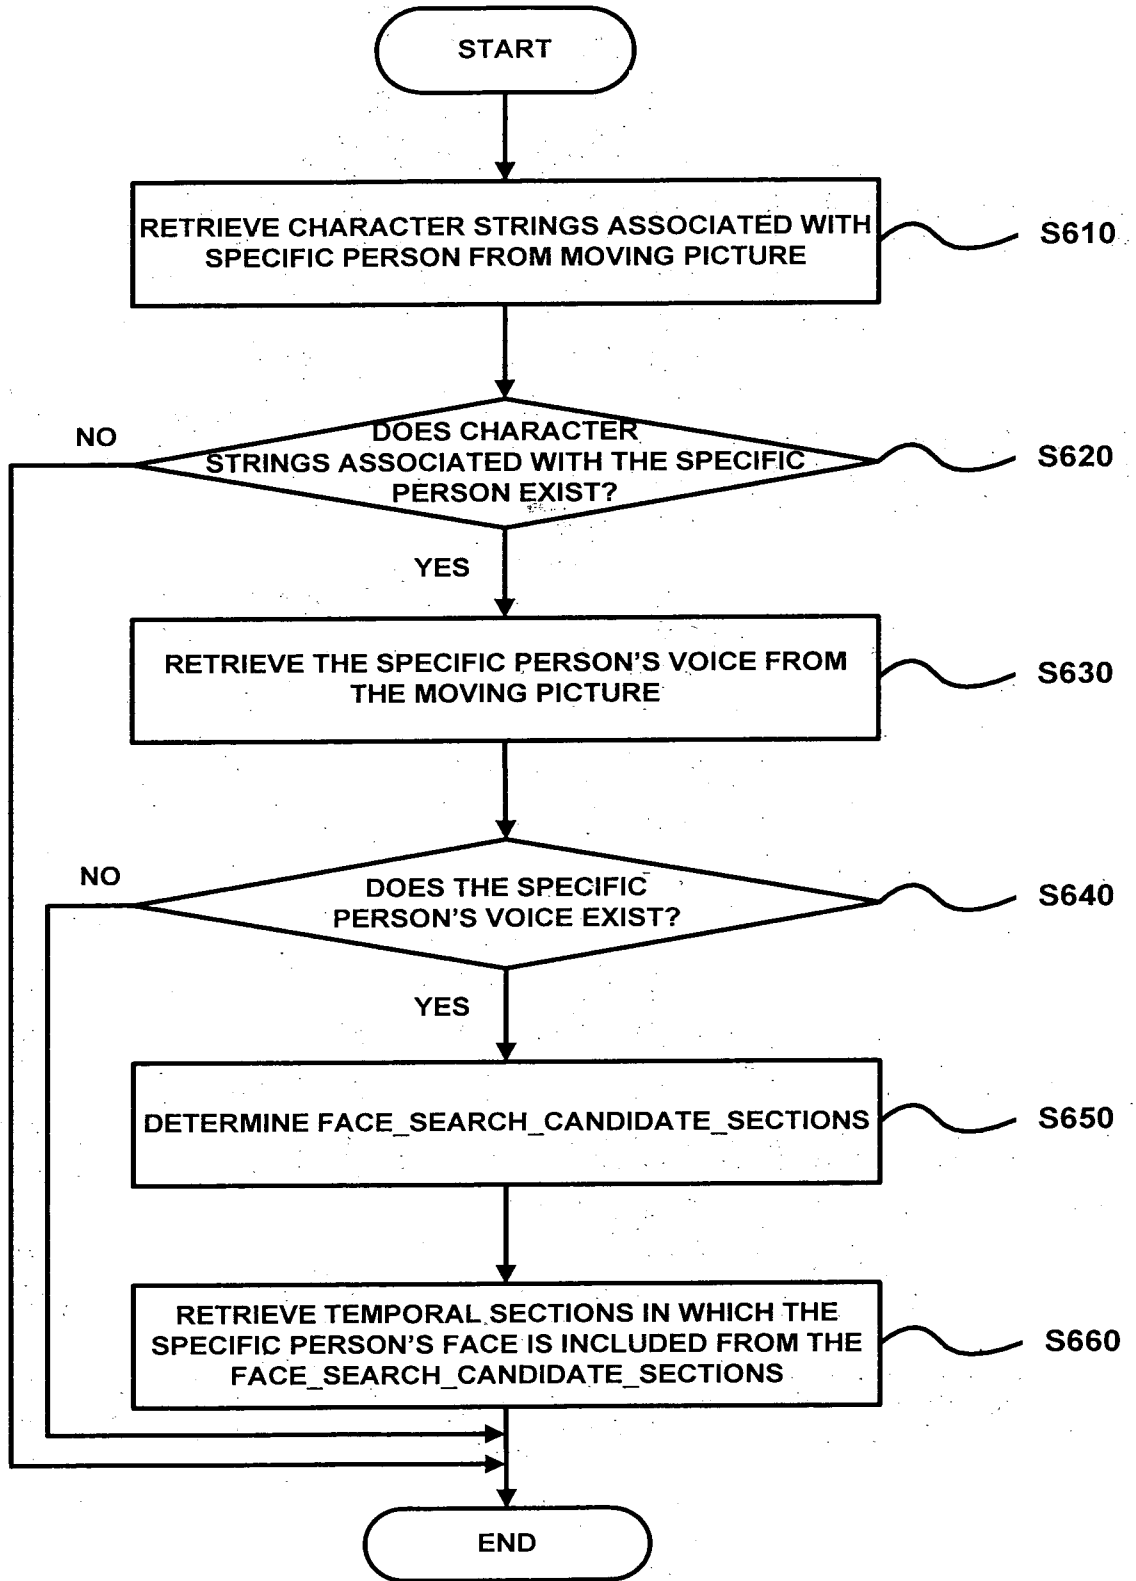 START
RETRIEVE CHARACTER STRINGS ASSOCIATED WITH
SPECIFIC PERSON FROM MOVING PICTURE
S610
NO
DOES CHARACTER
STRINGS ASSOCIATED WITH THE SPECIFIC
PERSON EXIST?
S620
YES
RETRIEVE THE SPECIFIC PERSON'S VOICE FROM
THE MOVING PICTURE
S630
NO
DOES THE SPECIFIC
PERSON'S VOICE EXIST?
S640
YES
DETERMINE FACE_SEARCH_CANDIDATE_SECTIONS
S650
RETRIEVE TEMPORAL SECTIONS IN WHICH THE
SPECIFIC PERSON'S FACE IS INCLUDED FROM THE
FACE_SEARCH_CANDIDATE_SECTIONS
S660
END